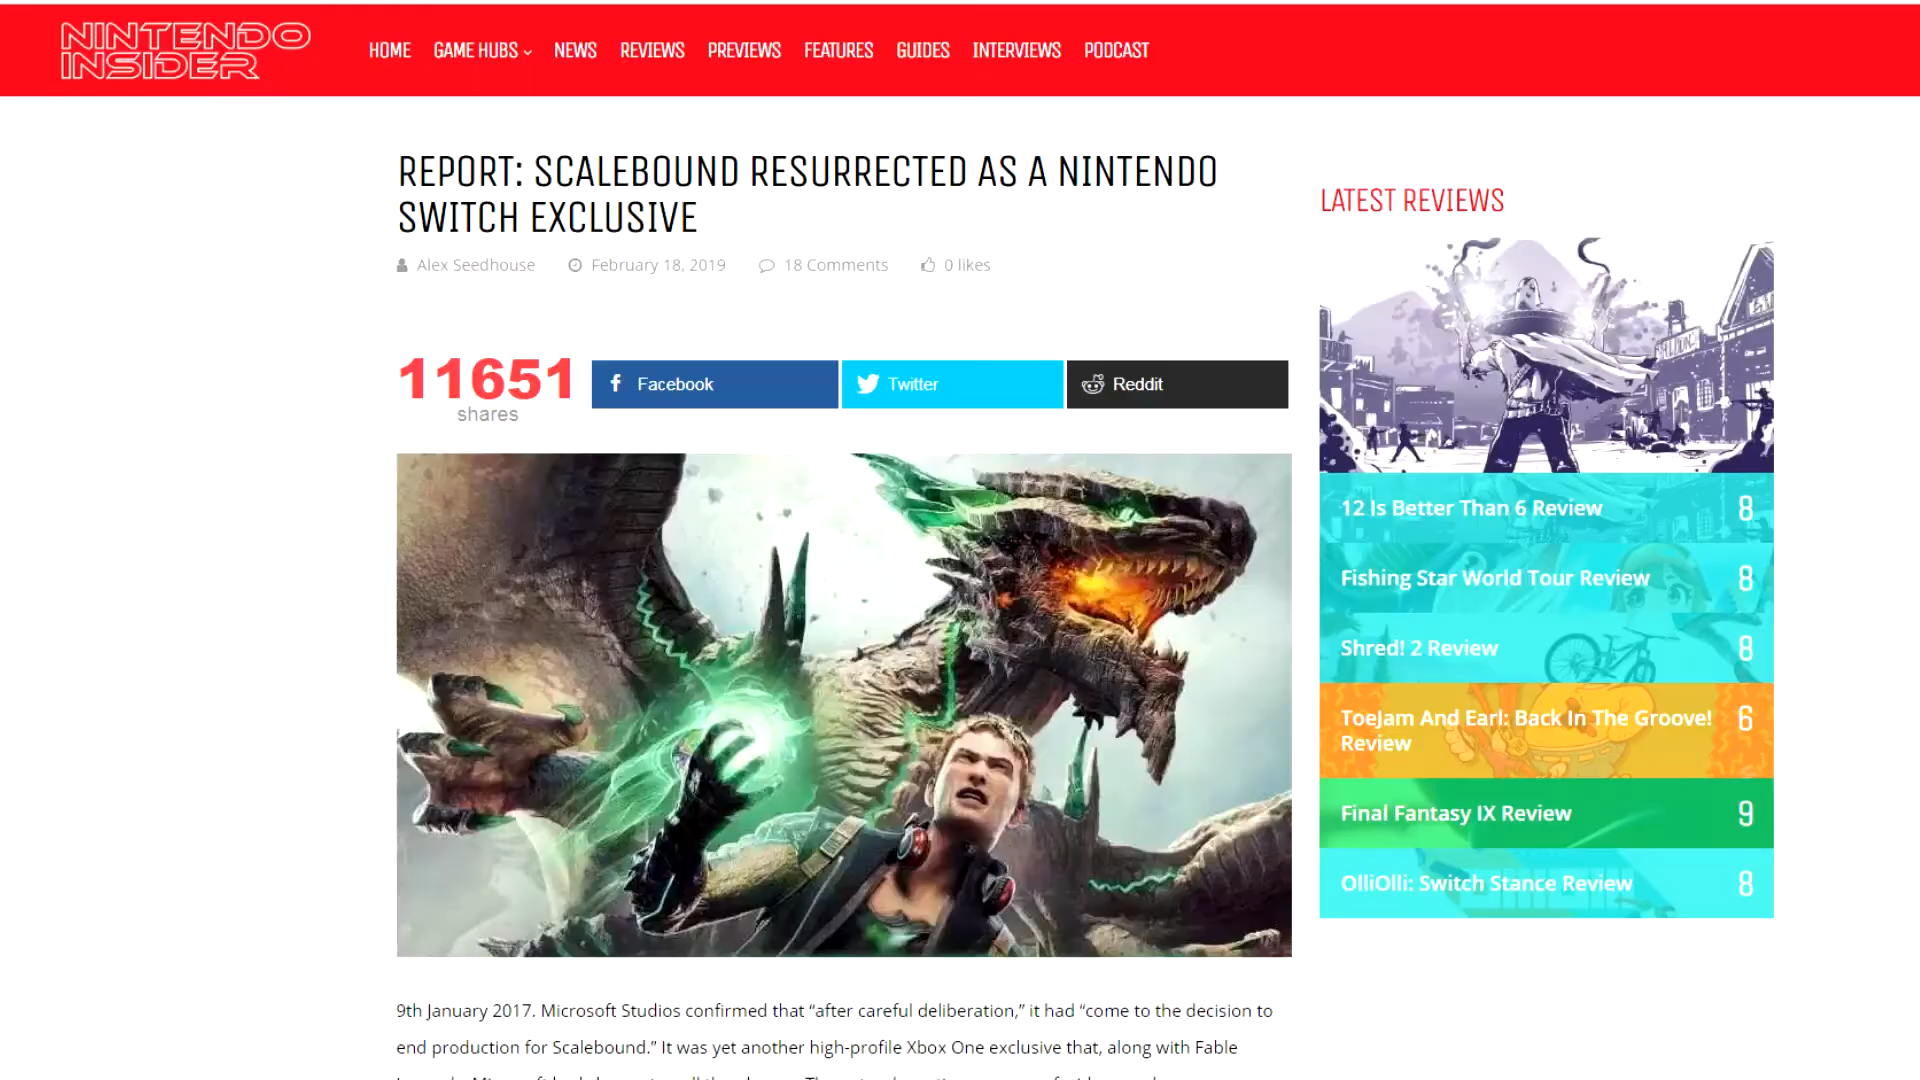 NINTENDO
INSIDER
HOME GAME HUBS NEWS REVIEWS PREVIEWS FEATURES GUIDES INTERVIEWS PODCAST
REPORT: SCALEBOUND RESURRECTED AS A NINTENDO
SWITCH EXCLUSIVE
Alex Seedhouse February 18, 2019 18 Comments 0 likes
11651
shares
Facebook
Twitter
Reddit
9th January 2017. Microsoft Studios confirmed that “after careful deliberation,” it had “come to the decision to
end production for Scalebound.” It was yet another high-profile Xbox One exclusive that, along with Fable
LATEST REVIEWS
12 Is Better Than 6 Review 8
Fishing Star World Tour Review 8
Shred! 2 Review 8
ToeJam And Earl: Back In The Groove! 6
Review
Final Fantasy IX Review 9
OlliOlli: Switch Stance Review 8